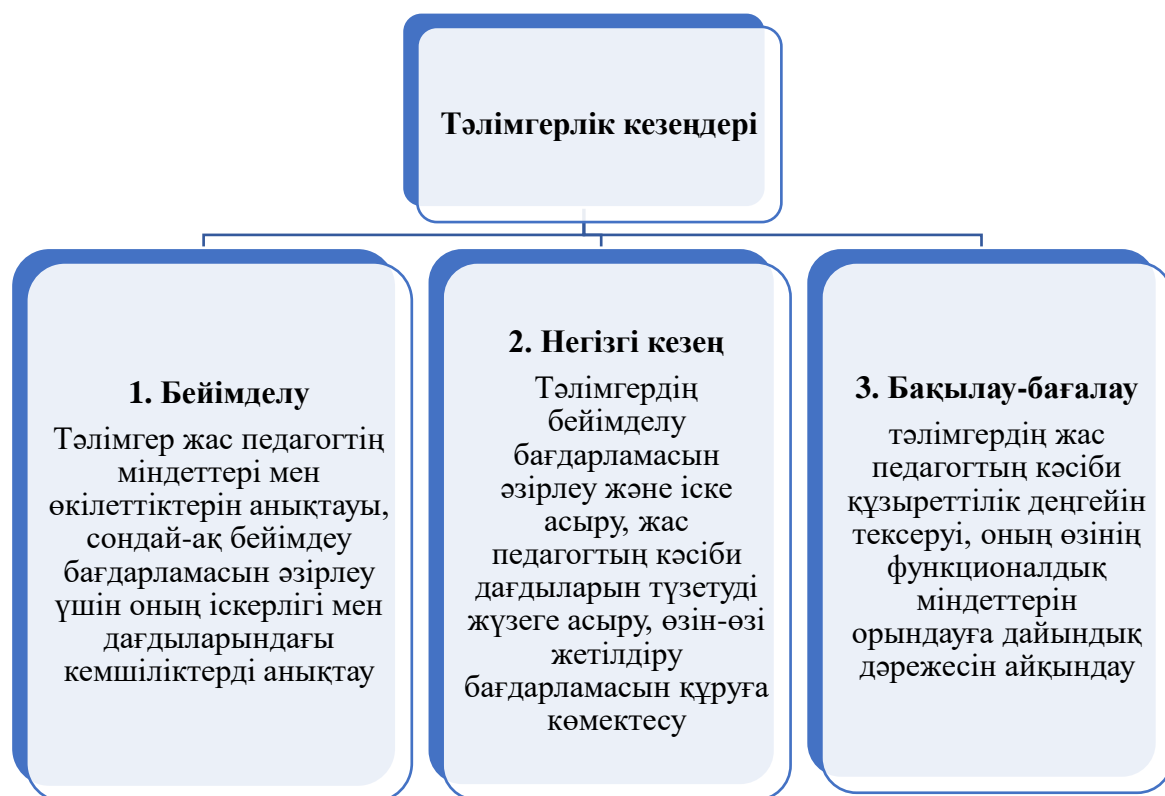 Тәлімгерлік кезеңдері
1. Бейімделу
Тәлімгер жас педагогтің
міндеттері мен
өкілеттіктерін анықтауы,
сондай-ақ бейімдеу
бағдарламасын әзірлеу
үшін оның іскерлігі мен
дағдыларындағы
кемшіліктерді анықтау
2. Негізгі кезең
Тәлімгердің
бейімделу
бағдарламасын
әзірлеу және іске
асыру, жас
педагогтың кәсіби
дағдыларын түзетуді
жүзеге асыру, өзін-өзі
жетілдіру
бағдарламасын құруға
көмектесу
3. Бақылау-бағалау
тәлімгердің жас
педагогтың кәсіби
құзыреттілік деңгейін
тексеруі, оның өзінің
функционалдық
міндеттерін
орындауға дайындық
дәрежесін айқындау